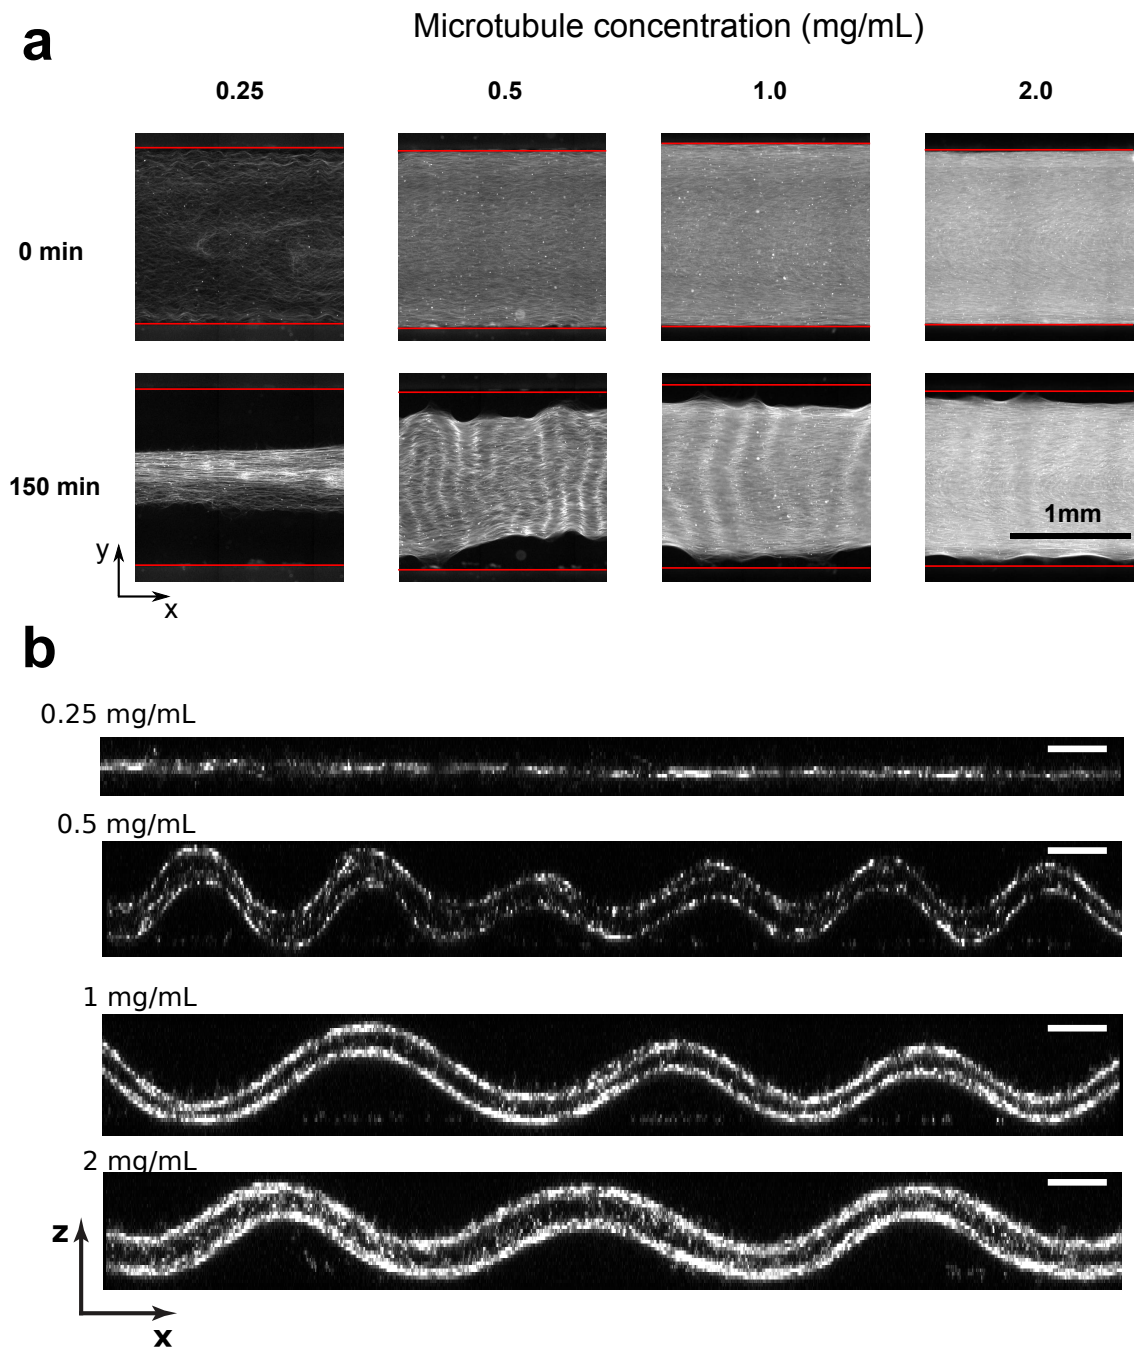 a
Microtubule concentration (mg/mL)
0.25 0.5 1.0 2.0
0 min
150 min
1mm
y
x
b
0.25 mg/mL
0.5 mg/mL
1 mg/mL
2 mg/mL
z
x